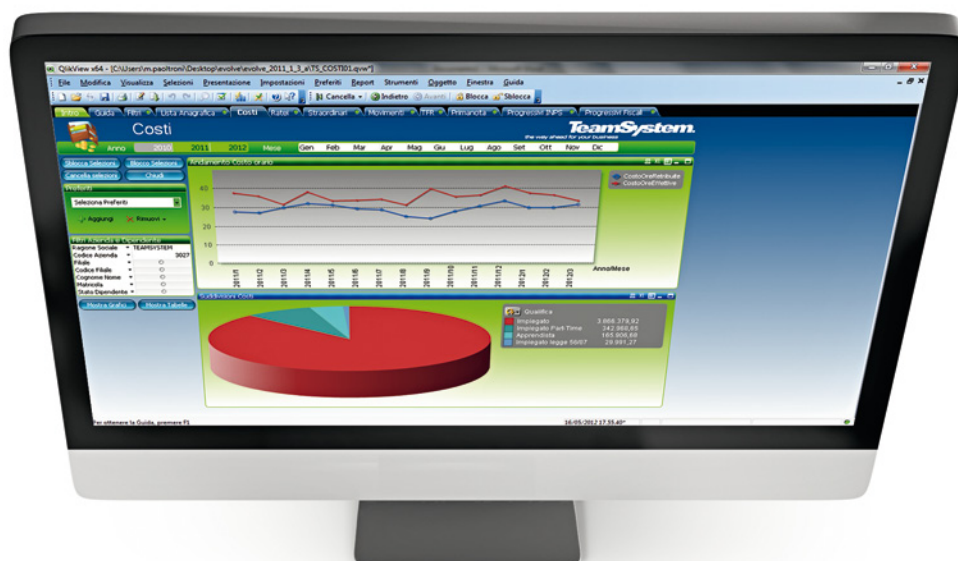 QlikView x64 - [C:\Users\m.paoltroni\Desktop\evolve\evolve_2011_1_3_a\TS_COSTI01.qvw*]
File Modifica Visualizza Selezioni Presentazione Impostazioni Preferiti Report Strumenti Oggetto Finestra Guida
Cancella Indietro Avanti Blocca Sblocca
Intro Guida Filtri Lista Anagrafica Costi Ratei Straordinari Movimenti TFR Primanota Progressivi INPS Progressivi Fiscali
Costi
TeamSystem.
the way ahead for your business
Anno 2010 2011 2012 Mese Gen Feb Mar Apr Mag Giu Lug Ago Set Ott Nov Dic
Sblocca Selezioni Blocco Selezioni
Cancella selezioni Chiudi
Preferiti
Seleziona Preferiti
Aggiungi Rimuovi
Filtri Azienda e Dipendente
Ragione Sociale TEAMSYSTEM
Codice Azienda 3027
Filiale
Codice Filiale
Cognome Nome
Matricola
Stato Dipendente
Mostra Grafici Mostra Tabelle
Andamento Costo Orario
CostoOreRetribuite
CostoOreEffettive
40
30
20
10
0
2011/1 2011/2 2011/3 2011/4 2011/5 2011/6 2011/7 2011/8 2011/9 2011/10 2011/11 2011/12 2012/1 2012/2 2012/3
Anno/Mese
Suddivisioni Costi
Qualifica
Impiegato 3.668.379,92
Impiegato Part Time 342.960,85
Apprendista 165.906,68
Impiegato legge 56/87 29.991,27
Per ottenere la Guida, premere F1
16/05/2012 17.55.40*